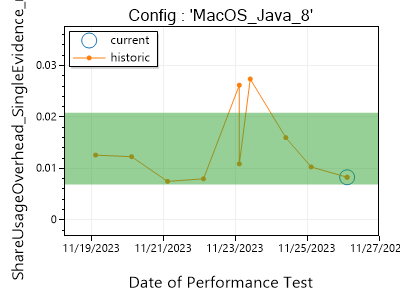 Config : 'MacOS_Java_8'
current
historic
0.03
0.02
0.01
0
ShareUsageOverhead_SingleEvidence_
11/19/2023
11/21/2023
11/23/2023
11/25/2023
11/27/2023
Date of Performance Test